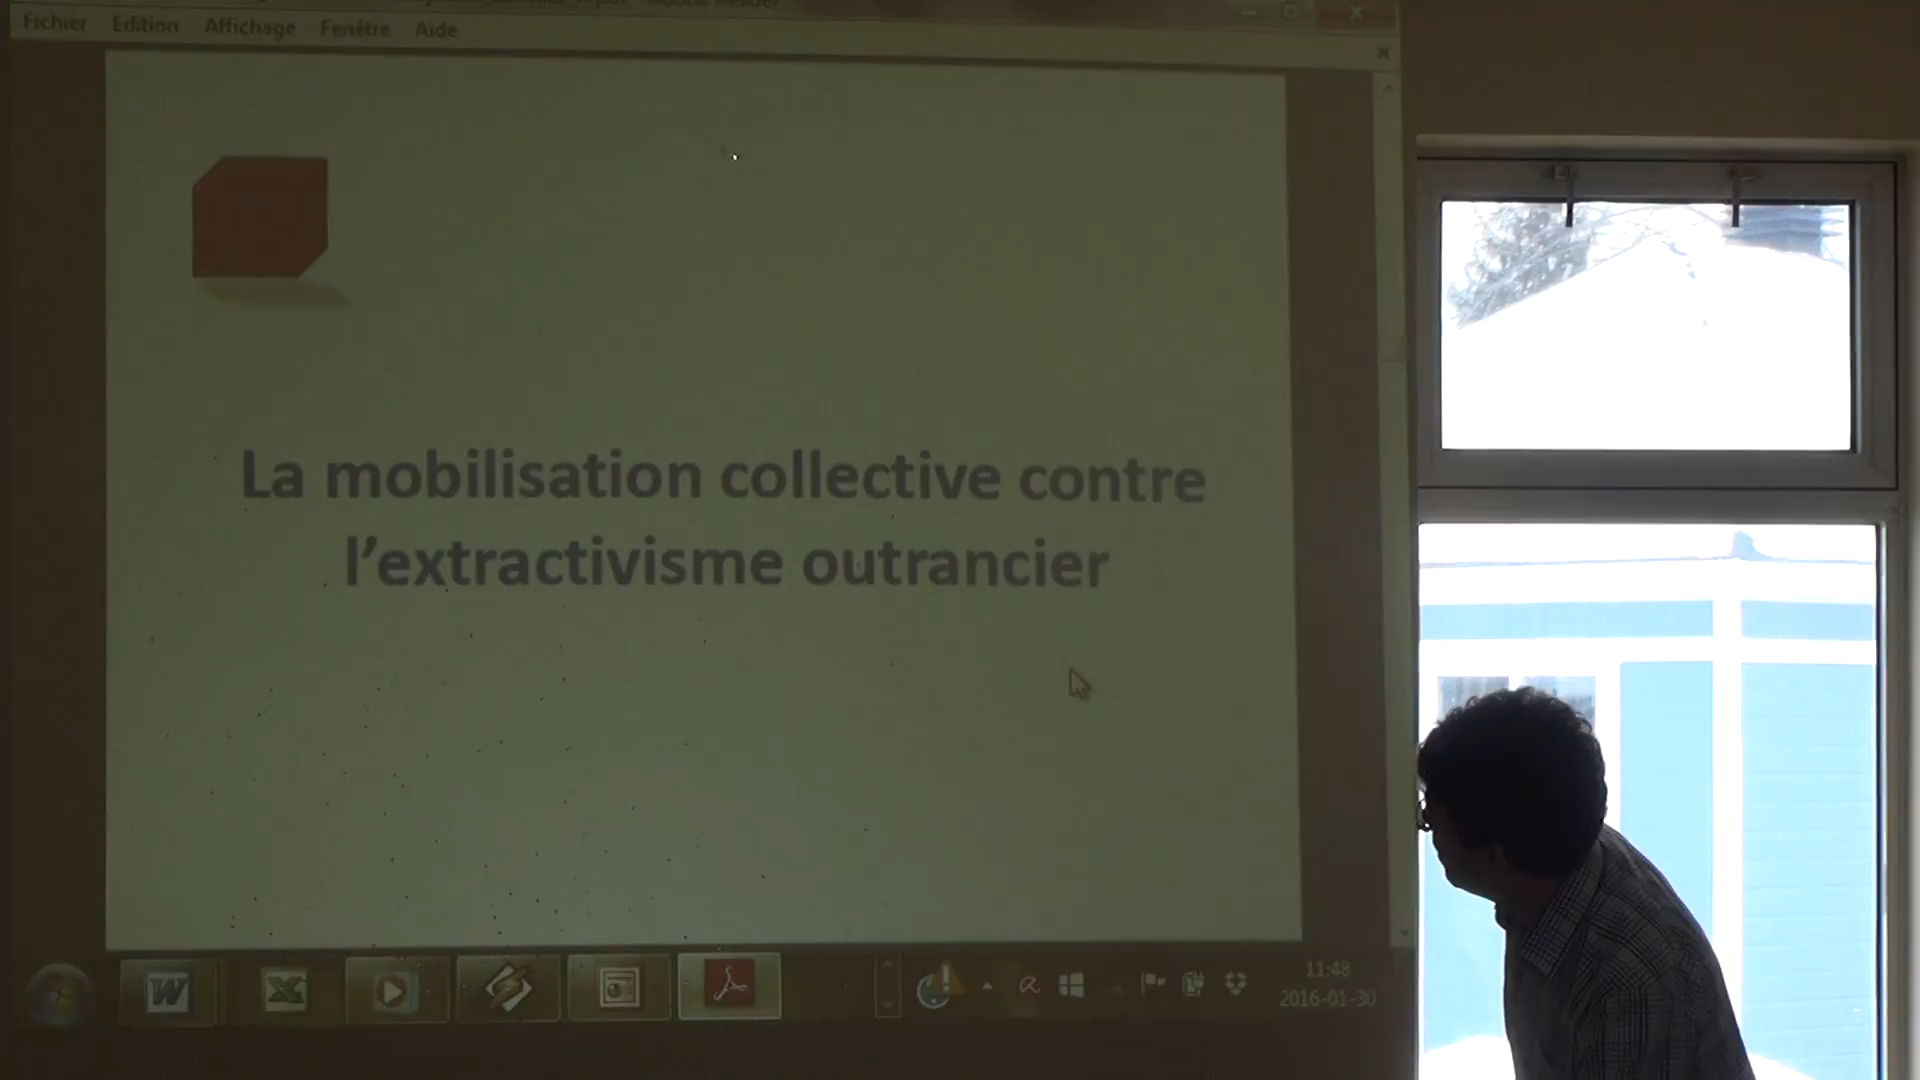 Fichier Edition Affichage Fenêtre Aide
La mobilisation collective contre
l'extractivisme outrancier
11:48
2016-01-30